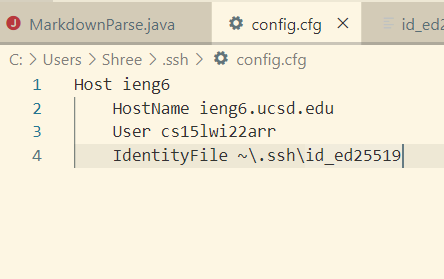 MarkdownParse.java config.cfg id_ed2
C: > Users > Shree > .ssh > config.cfg
1 Host ieng6
2 HostName ieng6.ucsd.edu
3 User cs15lwi22arr
4 IdentityFile ~\.ssh\id_ed25519